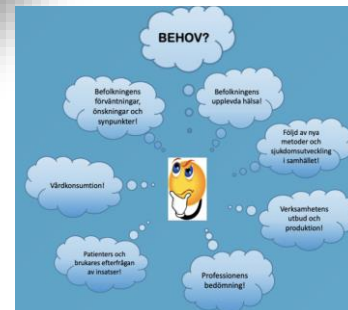 BEHOV?
Befolkningens
förväntningar,
önskningar och
synpunkter!
Befolkningens
upplevda hälsa!
Följd av nya
metoder och
sjukdomsutveckling
i samhället!
Vårdkonsumtion!
Verksamhetens
utbud och
produktion!
Patienters och
brukares efterfrågan
av insatser!
Professionens
bedömning!